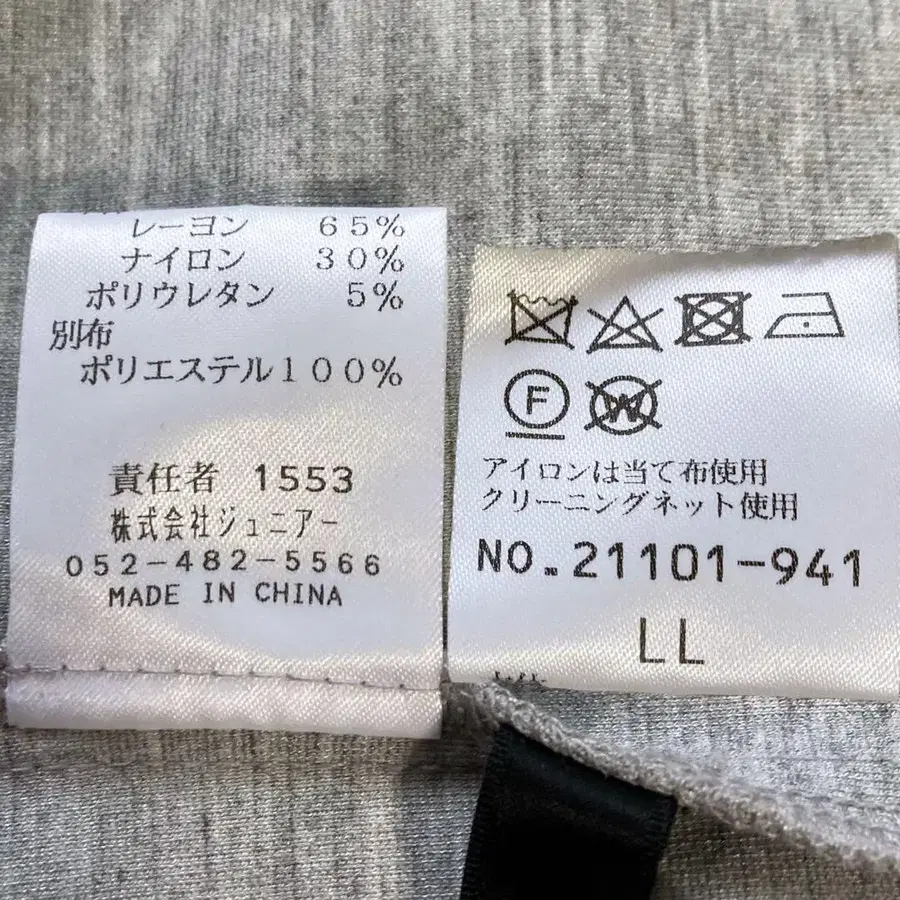 レーヨン 65%
ナイロン 30%
ポリウレタン 5%
別布
ポリエステル100%
責任者 1553
株式会社ジュニアー
052-482-5566
MADE IN CHINA
F
W
アイロンは当て布使用
クリーニングネット使用
NO.21101-941
LL